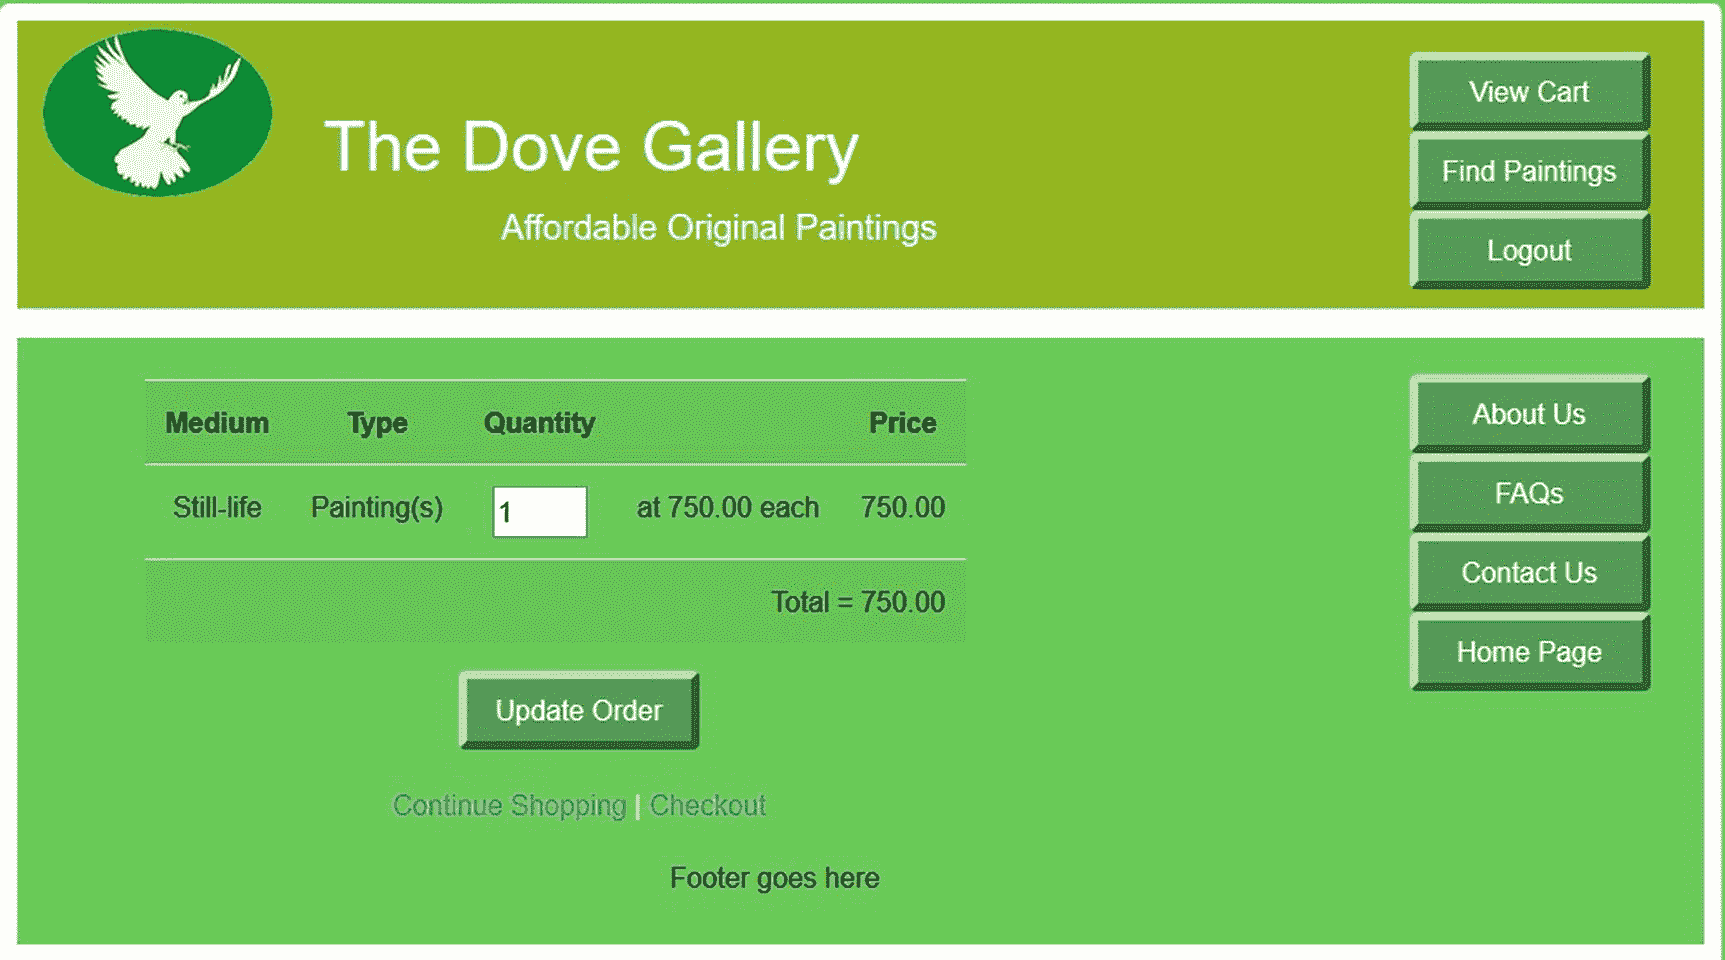 The Dove Gallery
Affordable Original Paintings
View Cart
Find Paintings
Logout
Medium Type Quantity Price
Still-life Painting(s) 1 at 750.00 each 750.00
Total = 750.00
Update Order
Continue Shopping | Checkout
Footer goes here
About Us
FAQs
Contact Us
Home Page